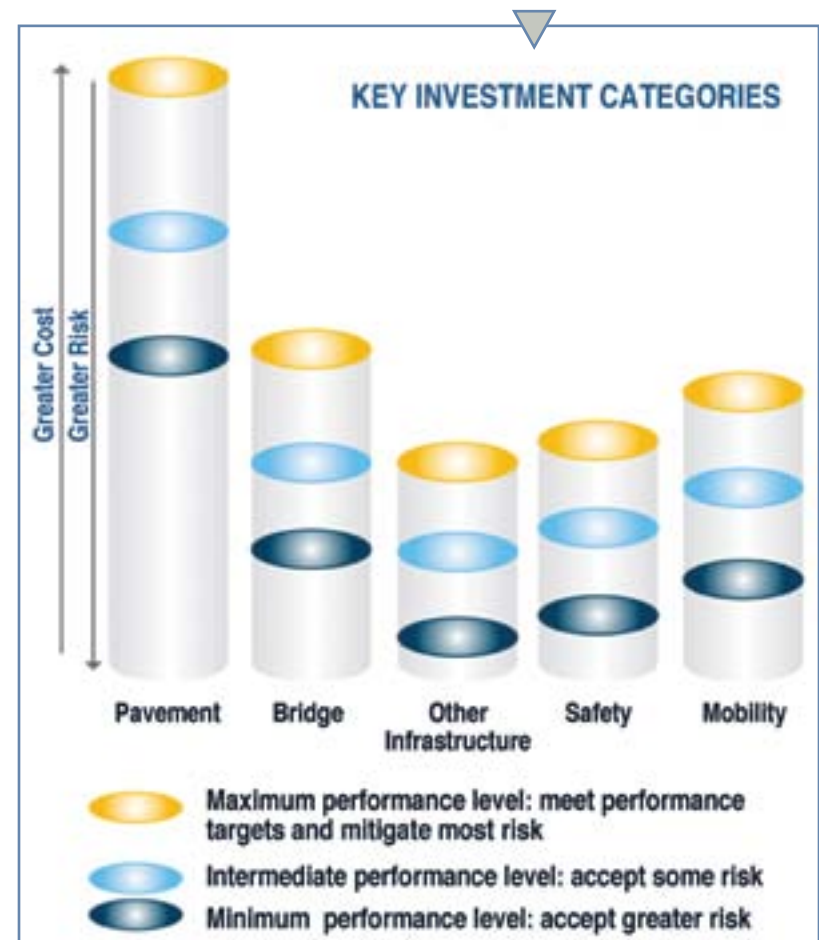 KEY INVESTMENT CATEGORIES
Greater Cost
Greater Risk
Pavement
Bridge
Other
Infrastructure
Safety
Mobility
Maximum performance level: meet performance
targets and mitigate most risk
Intermediate performance level: accept some risk
Minimum performance level: accept greater risk